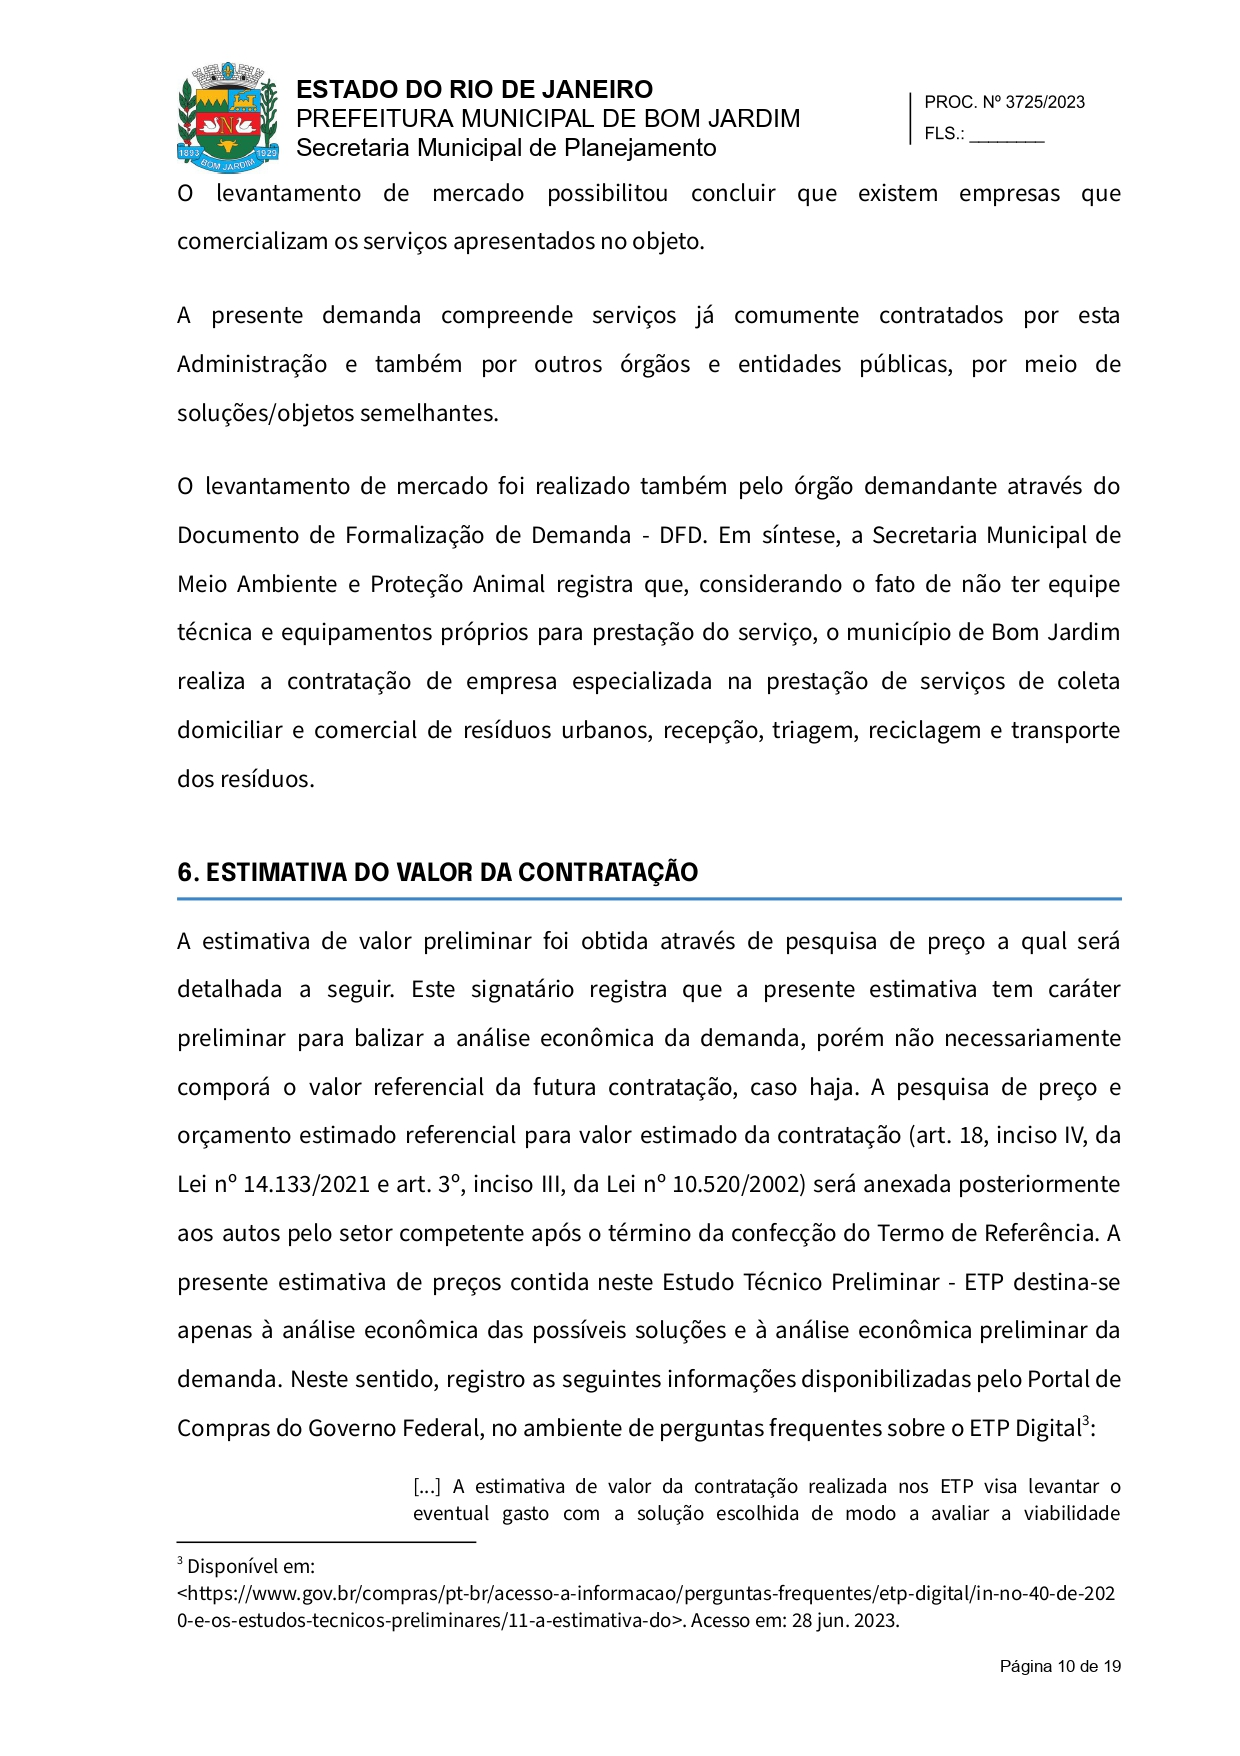 ESTADO DO RIO DE JANEIRO
PREFEITURA MUNICIPAL DE BOM JARDIM
Secretaria Municipal de Planejamento
PROC. Nº 3725/2023
FLS.: ________
1893
1929
BOM JARDIM
N
O levantamento de mercado possibilitou concluir que existem empresas que
comercializam os serviços apresentados no objeto.
A presente demanda compreende serviços já comumente contratados por esta
Administração e também por outros órgãos e entidades públicas, por meio de
soluções/objetos semelhantes.
O levantamento de mercado foi realizado também pelo órgão demandante através do
Documento de Formalização de Demanda - DFD. Em síntese, a Secretaria Municipal de
Meio Ambiente e Proteção Animal registra que, considerando o fato de não ter equipe
técnica e equipamentos próprios para prestação do serviço, o município de Bom Jardim
realiza a contratação de empresa especializada na prestação de serviços de coleta
domiciliar e comercial de resíduos urbanos, recepção, triagem, reciclagem e transporte
dos resíduos.
6. ESTIMATIVA DO VALOR DA CONTRATAÇÃO
A estimativa de valor preliminar foi obtida através de pesquisa de preço a qual será
detalhada a seguir. Este signatário registra que a presente estimativa tem caráter
preliminar para balizar a análise econômica da demanda, porém não necessariamente
comporá o valor referencial da futura contratação, caso haja. A pesquisa de preço e
orçamento estimado referencial para valor estimado da contratação (art. 18, inciso IV, da
Lei nº 14.133/2021 e art. 3º, inciso III, da Lei nº 10.520/2002) será anexada posteriormente
aos autos pelo setor competente após o término da confecção do Termo de Referência. A
presente estimativa de preços contida neste Estudo Técnico Preliminar - ETP destina-se
apenas à análise econômica das possíveis soluções e à análise econômica preliminar da
demanda. Neste sentido, registro as seguintes informações disponibilizadas pelo Portal de
Compras do Governo Federal, no ambiente de perguntas frequentes sobre o ETP Digital³:
[...] A estimativa de valor da contratação realizada nos ETP visa levantar o
eventual gasto com a solução escolhida de modo a avaliar a viabilidade
³ Disponível em:
<https://www.gov.br/compras/pt-br/acesso-a-informacao/perguntas-frequentes/etp-digital/in-no-40-de-202
0-e-os-estudos-tecnicos-preliminares/11-a-estimativa-do>. Acesso em: 28 jun. 2023.
Página 10 de 19